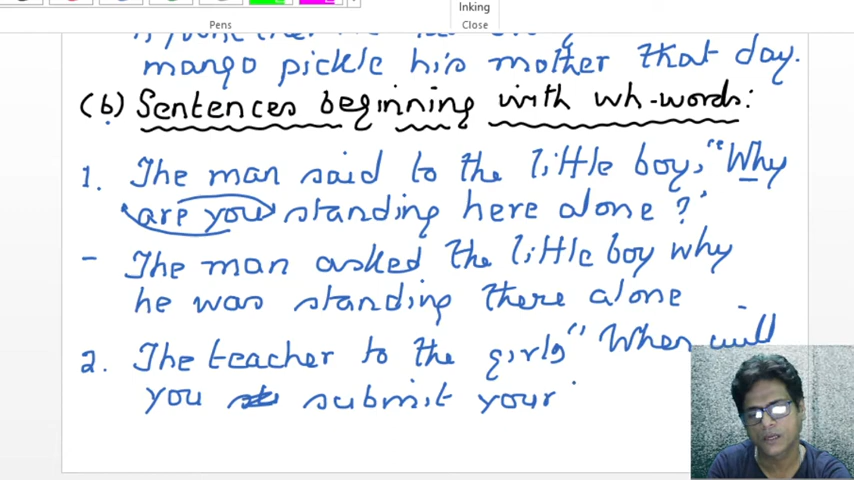 Pens
Inking
Close
mango pickle his mother that day.
(b) Sentences beginning with wh-words:
1. The man said to the little boy, "Why
are you standing here alone?"
- The man asked the little boy why
he was standing there alone
2. The teacher to the girls "When will
you submit your